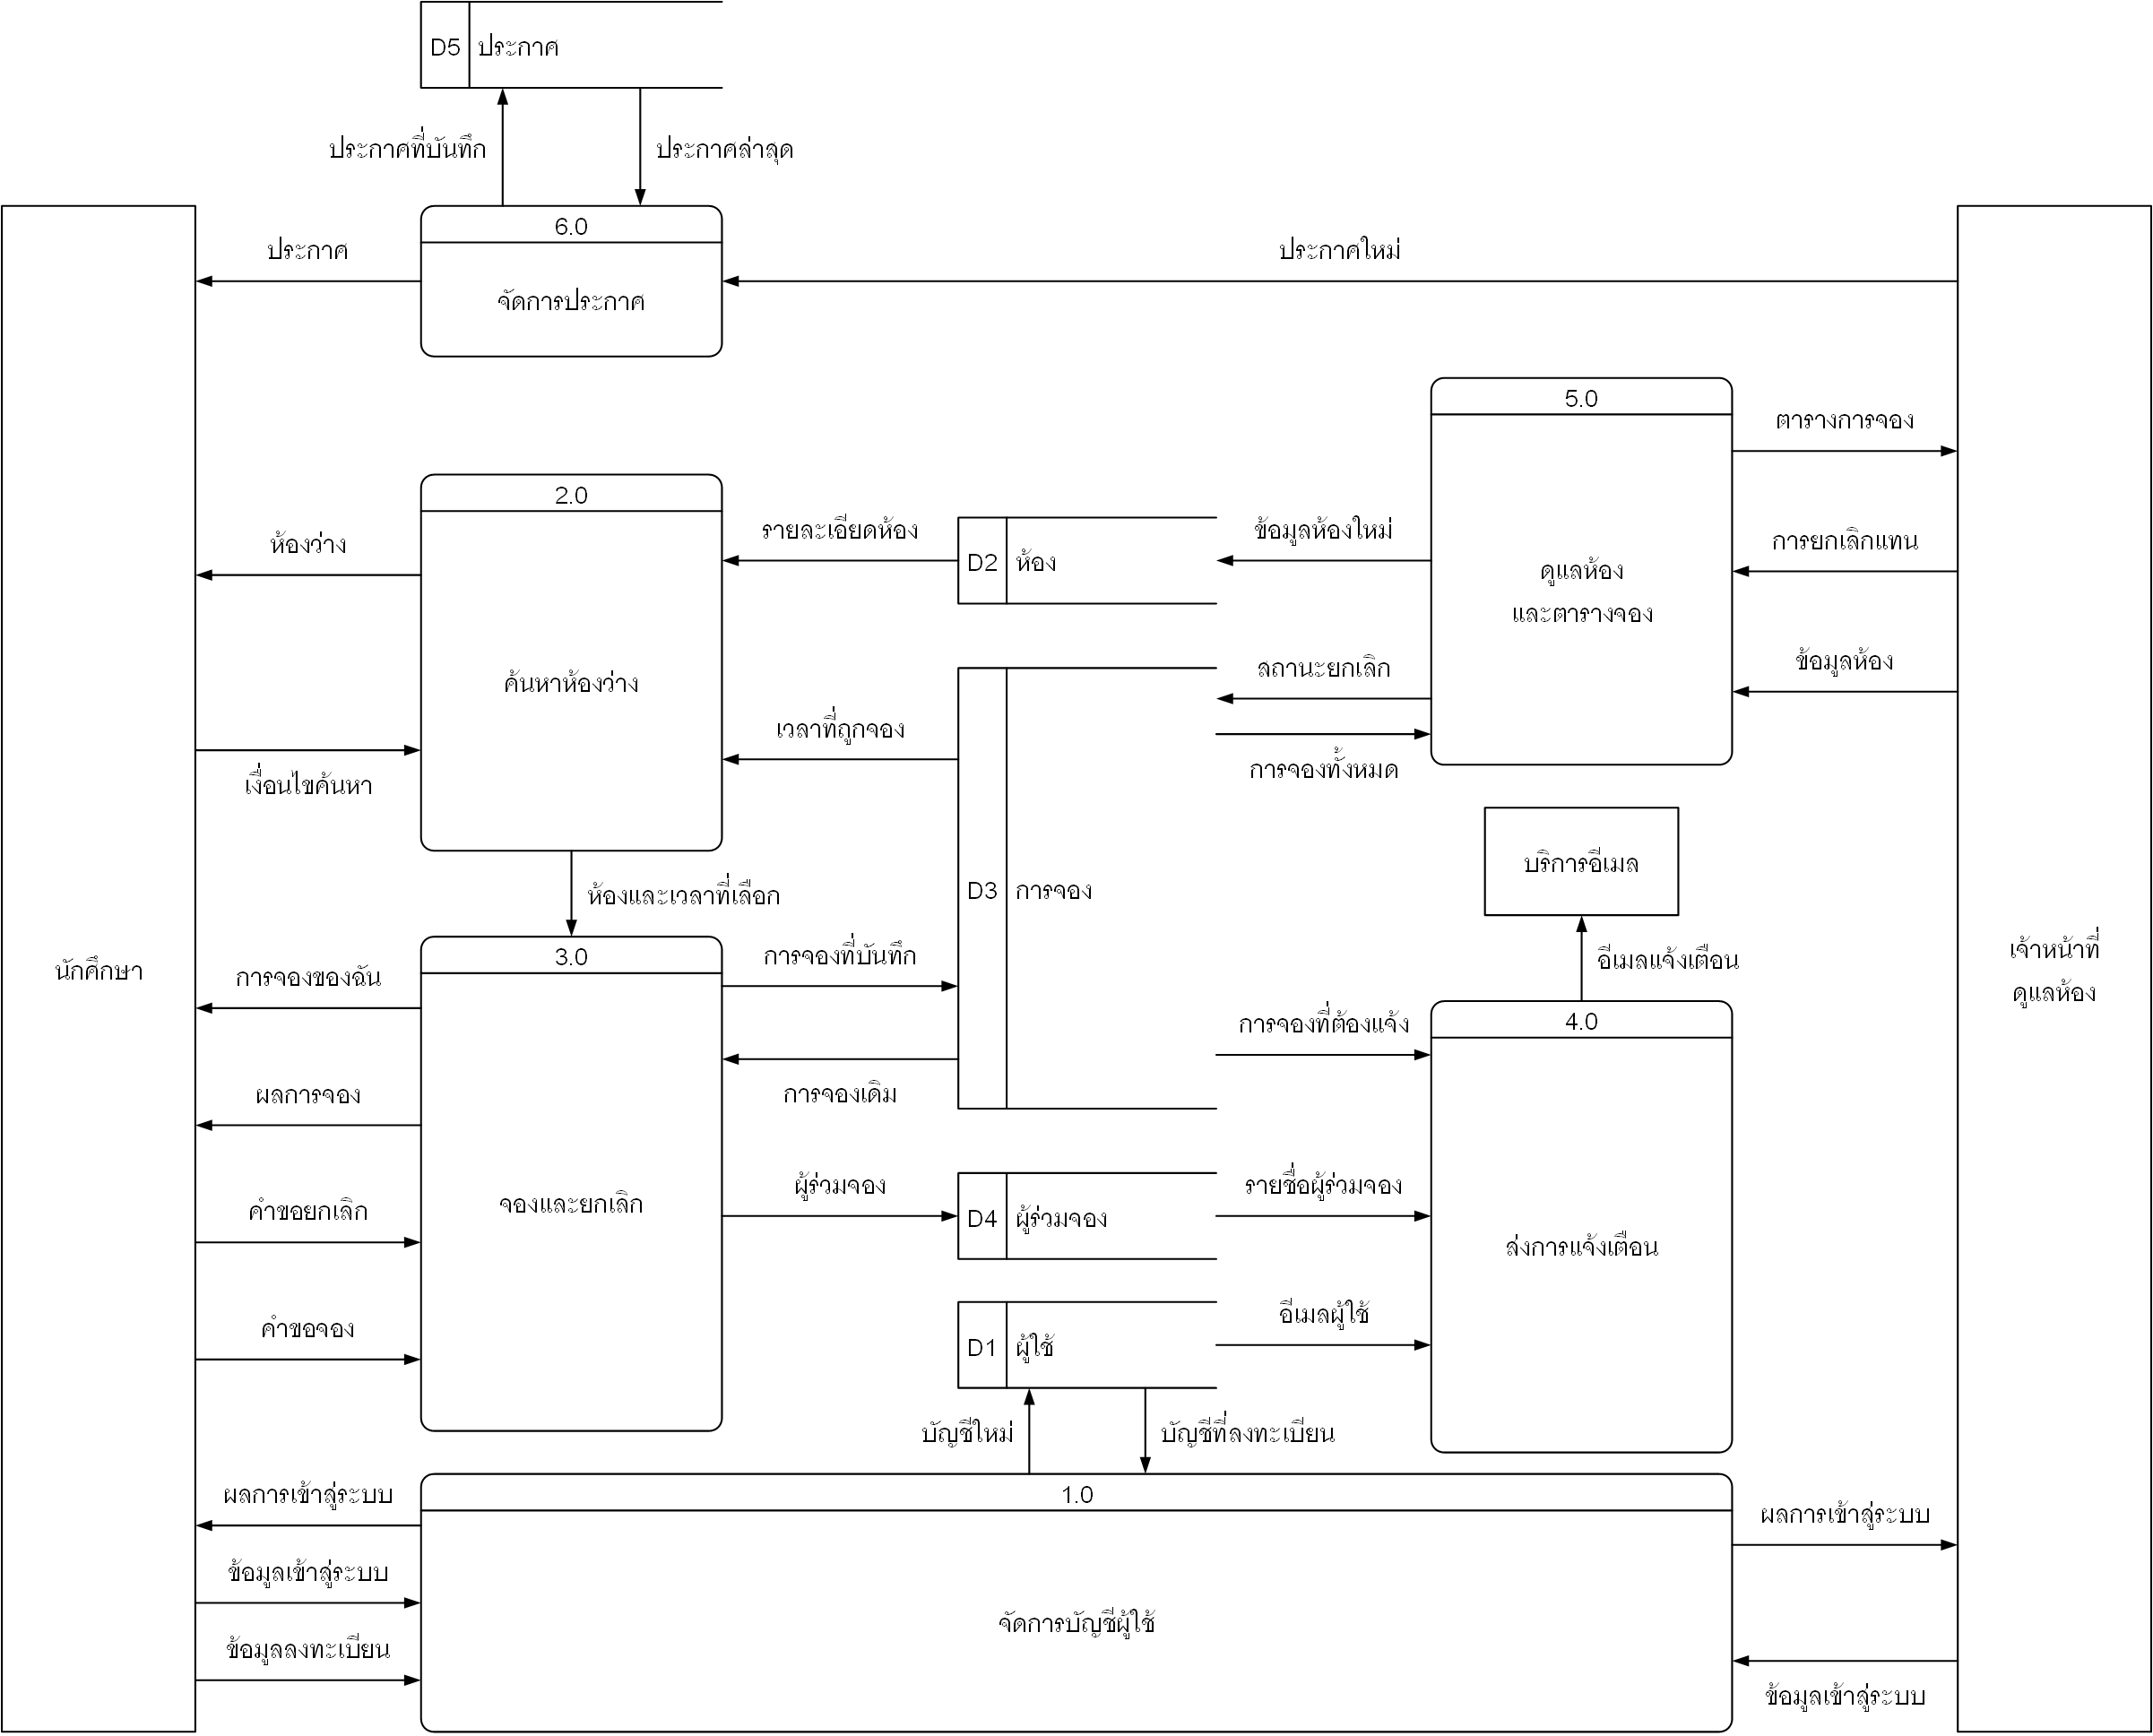 D5 ประกาศ
ประกาศที่บันทึก
ประกาศล่าสุด
6.0
จัดการประกาศ
ประกาศ
ประกาศใหม่
5.0
ดูแลห้อง
และตารางจอง
ตารางการจอง
การยกเลิกแทน
ข้อมูลห้อง
2.0
ค้นหาห้องว่าง
ห้องว่าง
เงื่อนไขค้นหา
รายละเอียดห้อง
D2 ห้อง
ข้อมูลห้องใหม่
สถานะยกเลิก
การจองทั้งหมด
เวลาที่ถูกจอง
D3 การจอง
บริการอีเมล
อีเมลแจ้งเตือน
ห้องและเวลาที่เลือก
นักศึกษา
เจ้าหน้าที่
ดูแลห้อง
3.0
จองและยกเลิก
การจองของฉัน
ผลการจอง
คำขอยกเลิก
คำขอจอง
การจองที่บันทึก
การจองเดิม
ผู้ร่วมจอง
D4 ผู้ร่วมจอง
4.0
ส่งการแจ้งเตือน
การจองที่ต้องแจ้ง
รายชื่อผู้ร่วมจอง
อีเมลผู้ใช้
D1 ผู้ใช้
บัญชีใหม่
บัญชีที่ลงทะเบียน
1.0
จัดการบัญชีผู้ใช้
ผลการเข้าสู่ระบบ
ข้อมูลเข้าสู่ระบบ
ข้อมูลลงทะเบียน
ผลการเข้าสู่ระบบ
ข้อมูลเข้าสู่ระบบ